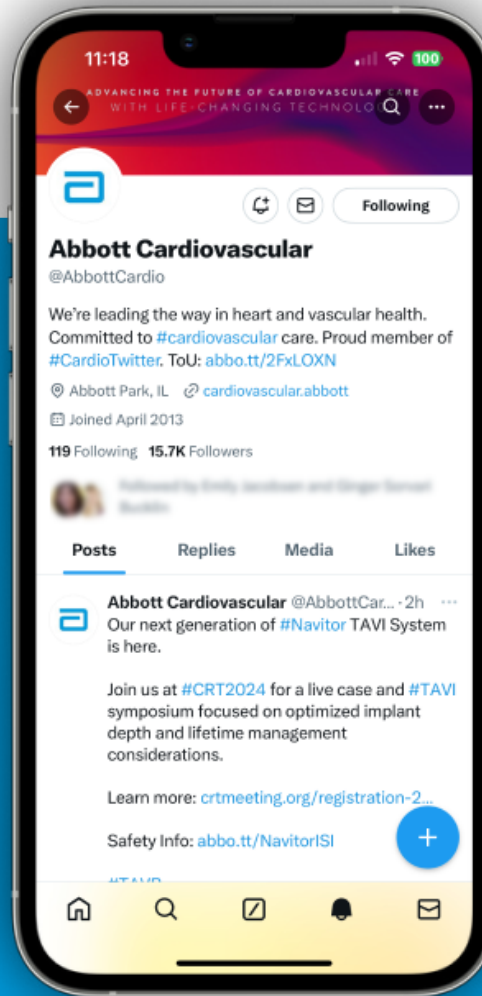 11:18
100
ADVANCING THE FUTURE OF CARDIOVASCULAR CARE
WITH LIFE-CHANGING TECHNOLO
Following
Abbott Cardiovascular
@AbbottCardio
We're leading the way in heart and vascular health.
Committed to #cardiovascular care. Proud member of
#CardioTwitter. ToU: abbo.tt/2FxLOXN
Abbott Park, IL cardiovascular.abbott
Joined April 2013
119 Following 15.7K Followers
Posts Replies Media Likes
Abbott Cardiovascular @AbbottCar... · 2h
Our next generation of #Navitor TAVI System
is here.
Join us at #CRT2024 for a live case and #TAVI
symposium focused on optimized implant
depth and lifetime management
considerations.
Learn more: crtmeeting.org/registration-2...
Safety Info: abbo.tt/NavitorISI
#TAVR